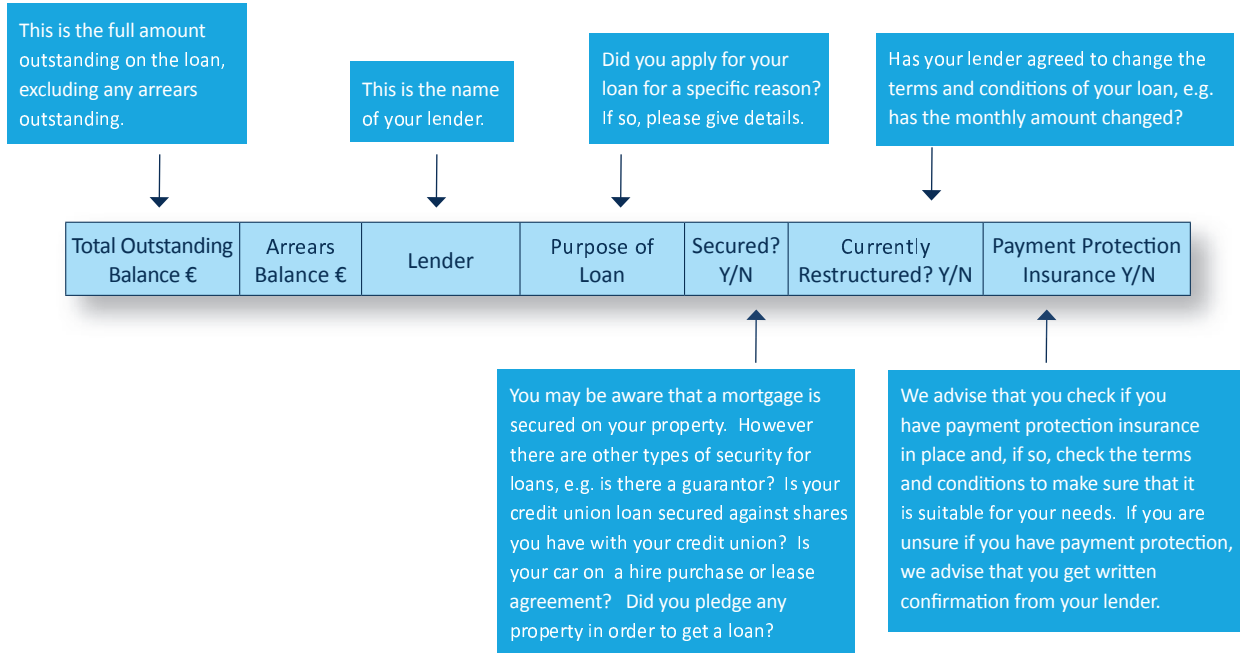 This is the full amount
outstanding on the loan,
excluding any arrears
outstanding.
This is the name
of your lender.
Did you apply for your
loan for a specific reason?
If so, please give details.
Has your lender agreed to change the
terms and conditions of your loan, e.g.
has the monthly amount changed?
Total Outstanding
Balance €
Arrears
Balance €
Lender
Purpose of
Loan
Secured?
Y/N
Currently
Restructured? Y/N
Payment Protection
Insurance Y/N
You may be aware that a mortgage is
secured on your property. However
there are other types of security for
loans, e.g. is there a guarantor? Is your
credit union loan secured against shares
you have with your credit union? Is
your car on a hire purchase or lease
agreement? Did you pledge any
property in order to get a loan?
We advise that you check if you
have payment protection insurance
in place and, if so, check the terms
and conditions to make sure that it
is suitable for your needs. If you are
unsure if you have payment protection,
we advise that you get written
confirmation from your lender.